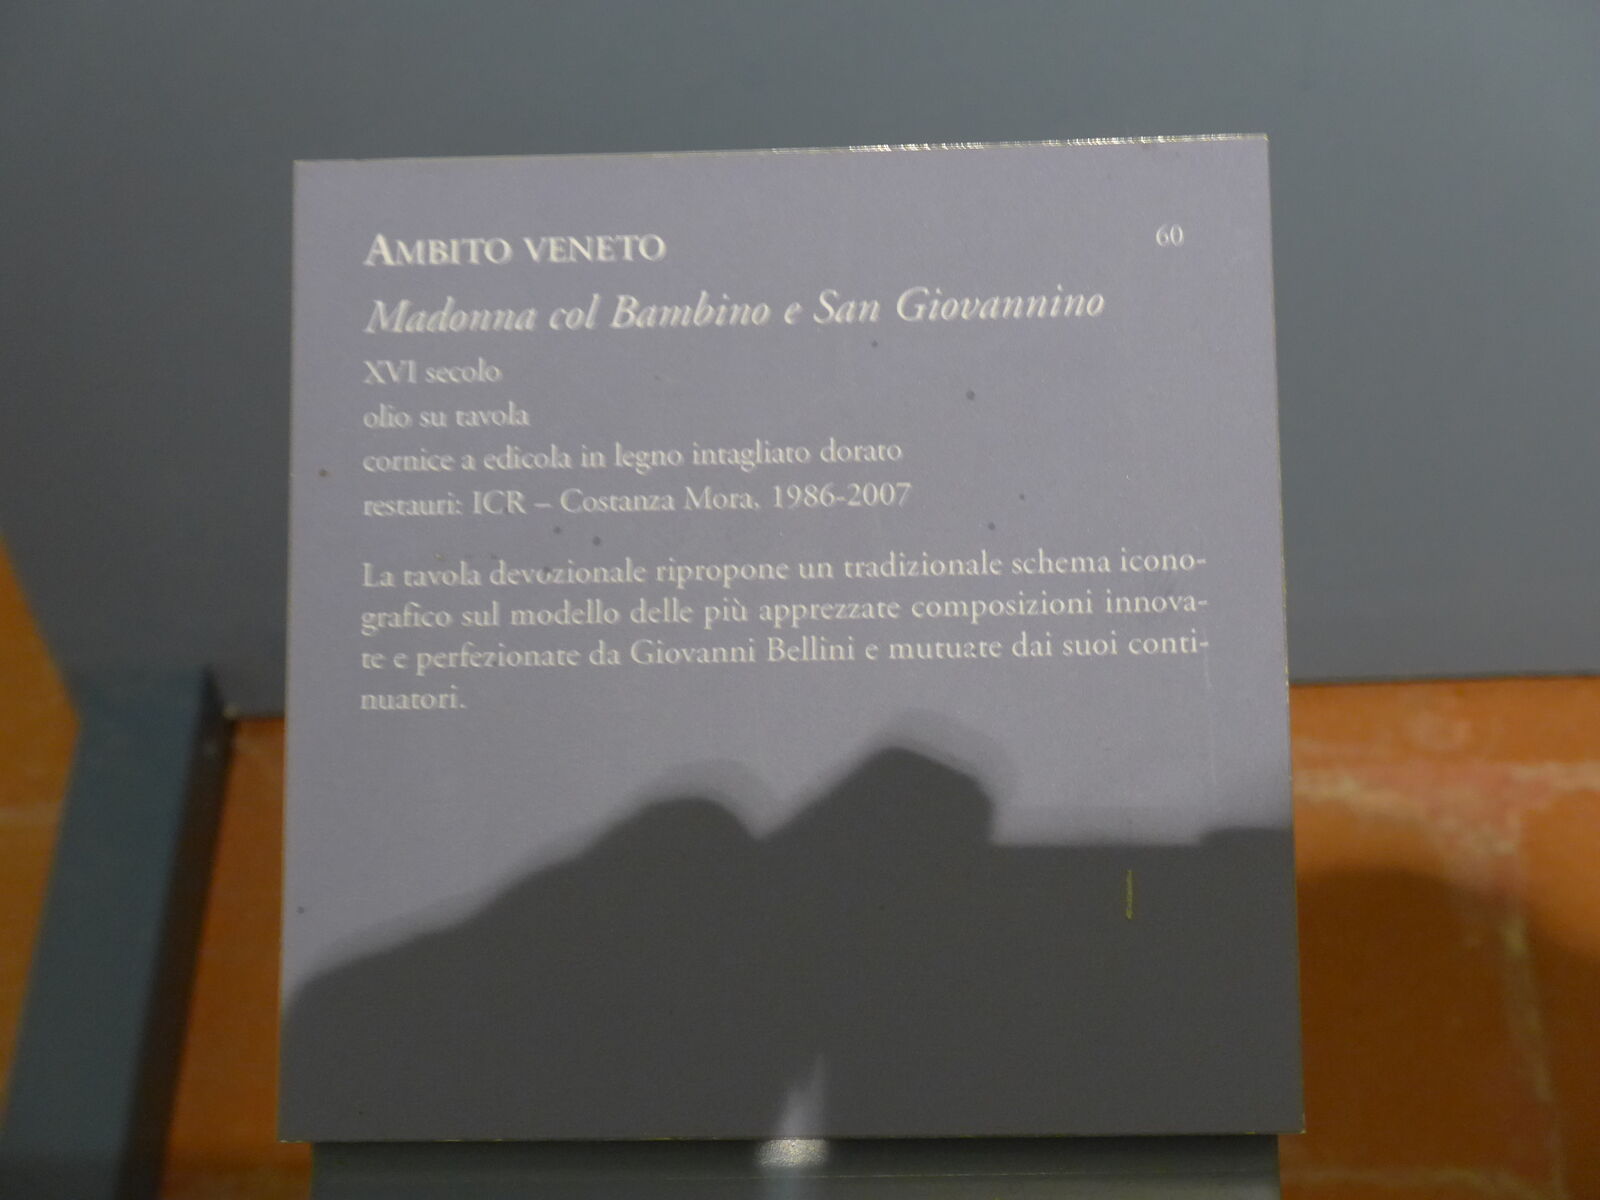 AMBITO VENETO 60
Madonna col Bambino e San Giovannino
XVI secolo
olio su tavola
cornice a edicola in legno intagliato dorato
restauri: ICR – Costanza Mora, 1986-2007
La tavola devozionale ripropone un tradizionale schema icono-
grafico sul modello delle più apprezzate composizioni innova-
te e perfezionate da Giovanni Bellini e mutuate dai suoi conti-
nuatori.